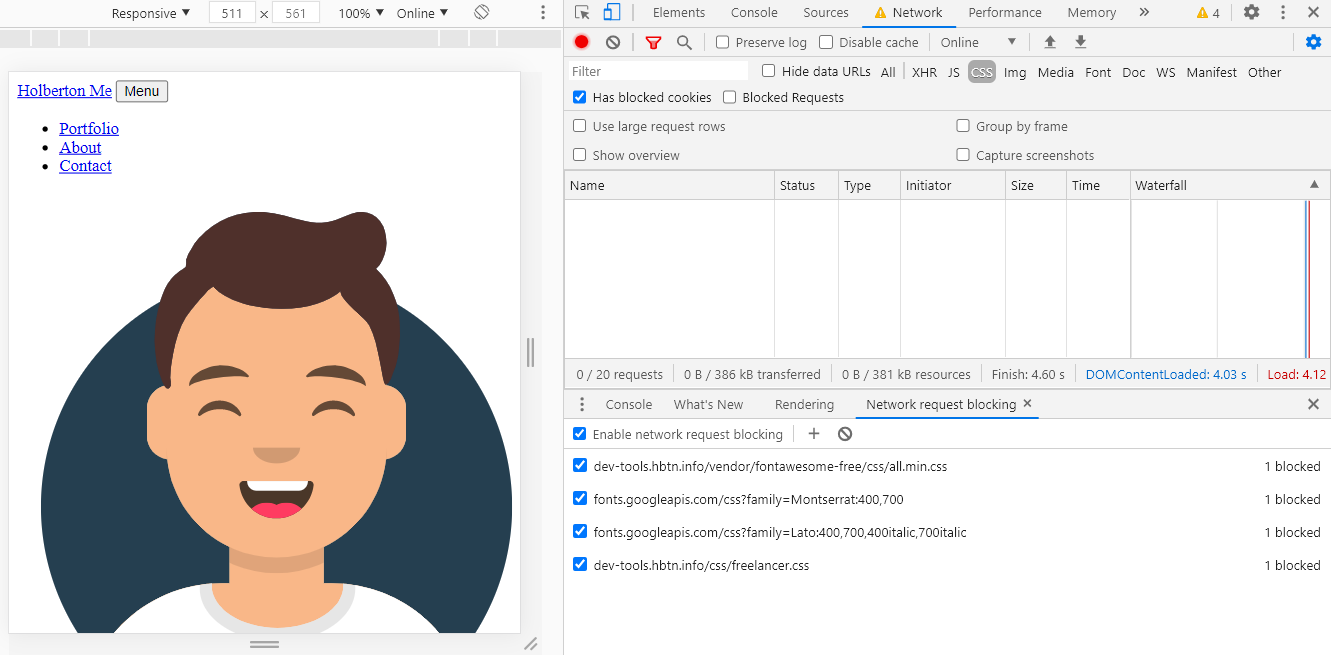 Responsive ▼ 511 × 561 100% ▼ Online ▼
Elements Console Sources Network Performance Memory » 4
Preserve log Disable cache Online ▼
Filter Hide data URLs All XHR JS CSS Img Media Font Doc WS Manifest Other
Has blocked cookies Blocked Requests
Use large request rows Group by frame
Show overview Capture screenshots
Name Status Type Initiator Size Time Waterfall ▲
0 / 20 requests 0 B / 386 kB transferred 0 B / 381 kB resources Finish: 4.60 s DOMContentLoaded: 4.03 s Load: 4.12
Console What's New Rendering Network request blocking ×
Enable network request blocking
dev-tools.hbtn.info/vendor/fontawesome-free/css/all.min.css 1 blocked
fonts.googleapis.com/css?family=Montserrat:400,700 1 blocked
fonts.googleapis.com/css?family=Lato:400,700,400italic,700italic 1 blocked
dev-tools.hbtn.info/css/freelancer.css 1 blocked
Holberton Me Menu
• Portfolio
• About
• Contact